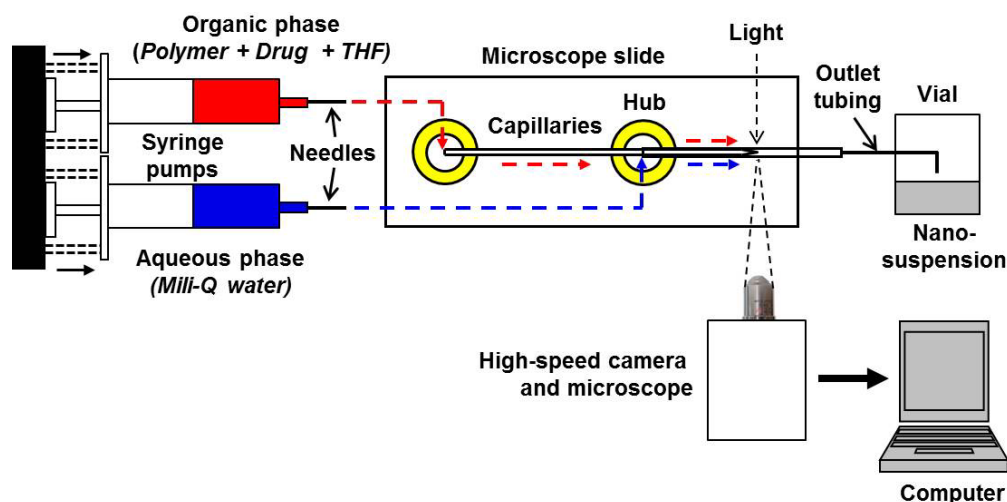 Organic phase
(Polymer + Drug + THF)
Light
Microscope slide
Outlet
tubing
Vial
Hub
Capillaries
Syringe
pumps
Needles
Aqueous phase
(Mili-Q water)
Nano-
suspension
High-speed camera
and microscope
Computer